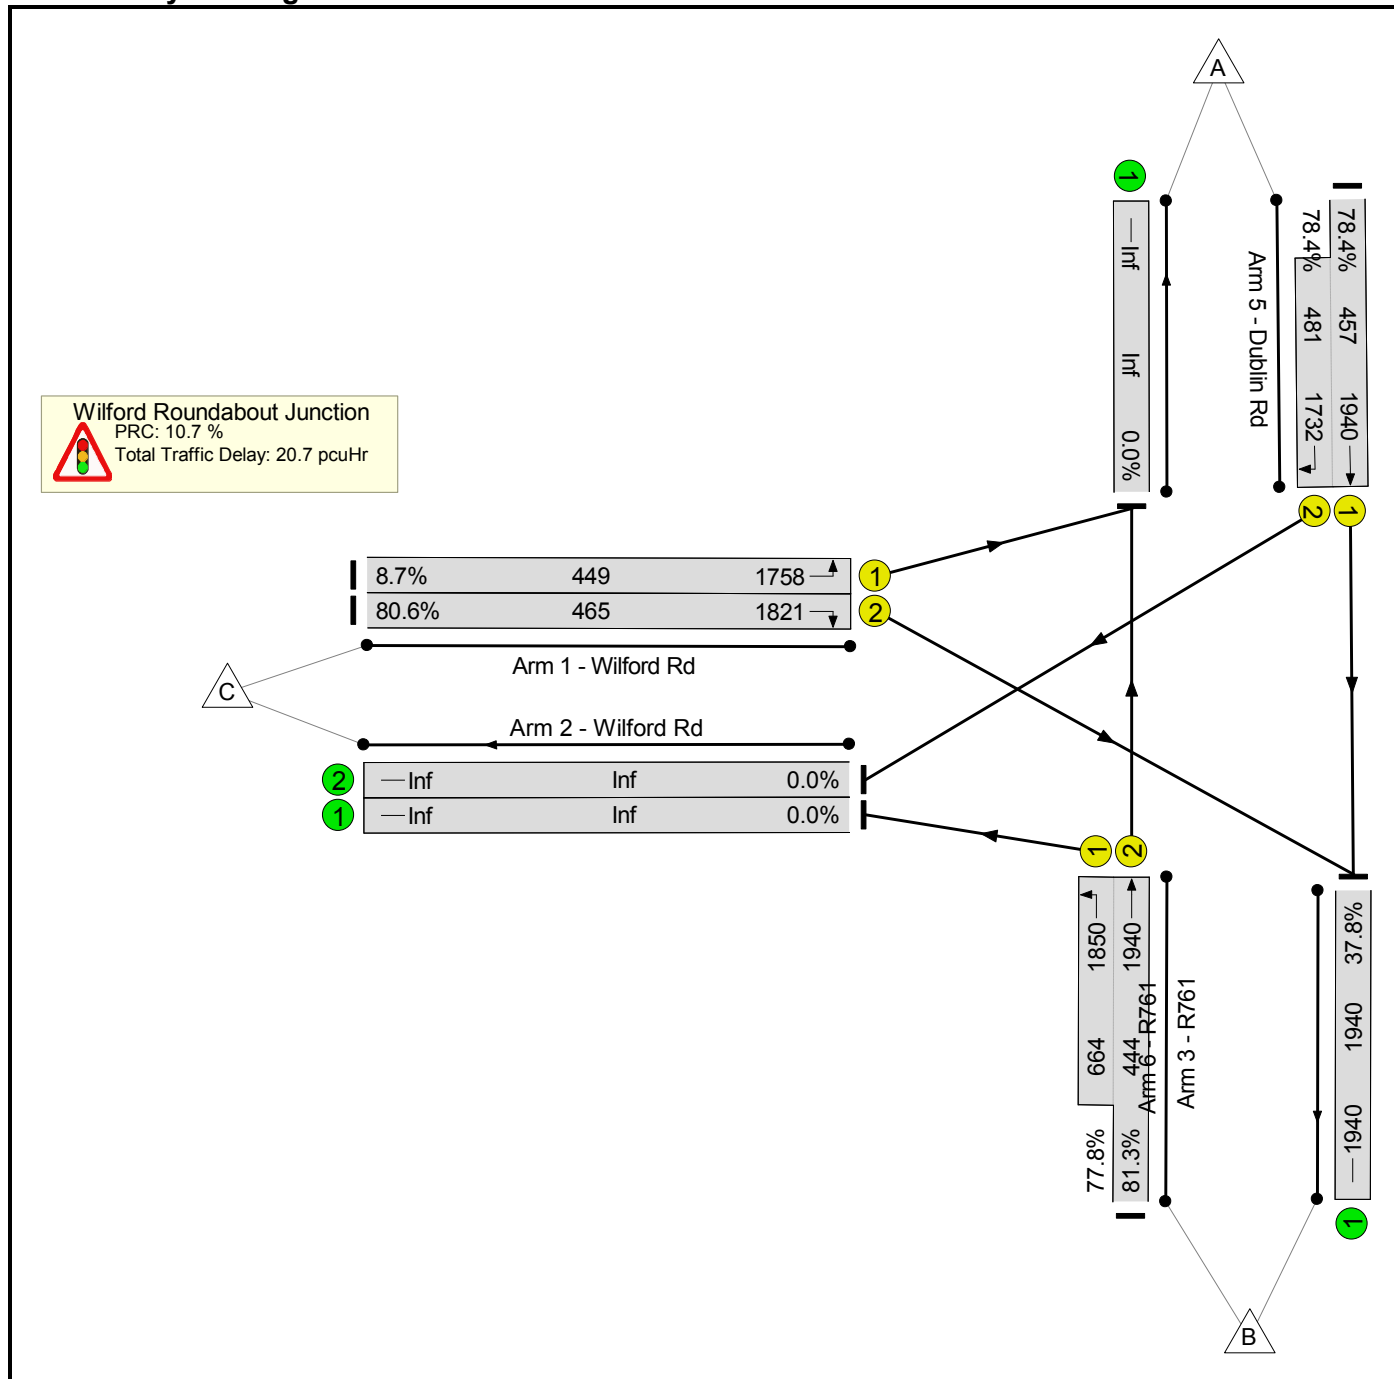 A
1
Inf
Inf
0.0%
Arm 5 - Dublin Rd
78.4% 457 1940
78.4% 481 1732
2
1
Wilford Roundabout Junction
PRC: 10.7 %
Total Traffic Delay: 20.7 pcuHr
8.7% 449 1758 1
80.6% 465 1821 2
Arm 1 - Wilford Rd
C
Arm 2 - Wilford Rd
2 Inf Inf 0.0%
1 Inf Inf 0.0%
1
2
1850 664 77.8%
1940 444 81.3%
Arm 6 - R761
Arm 3 - R761
1940 1940 37.8%
1
B